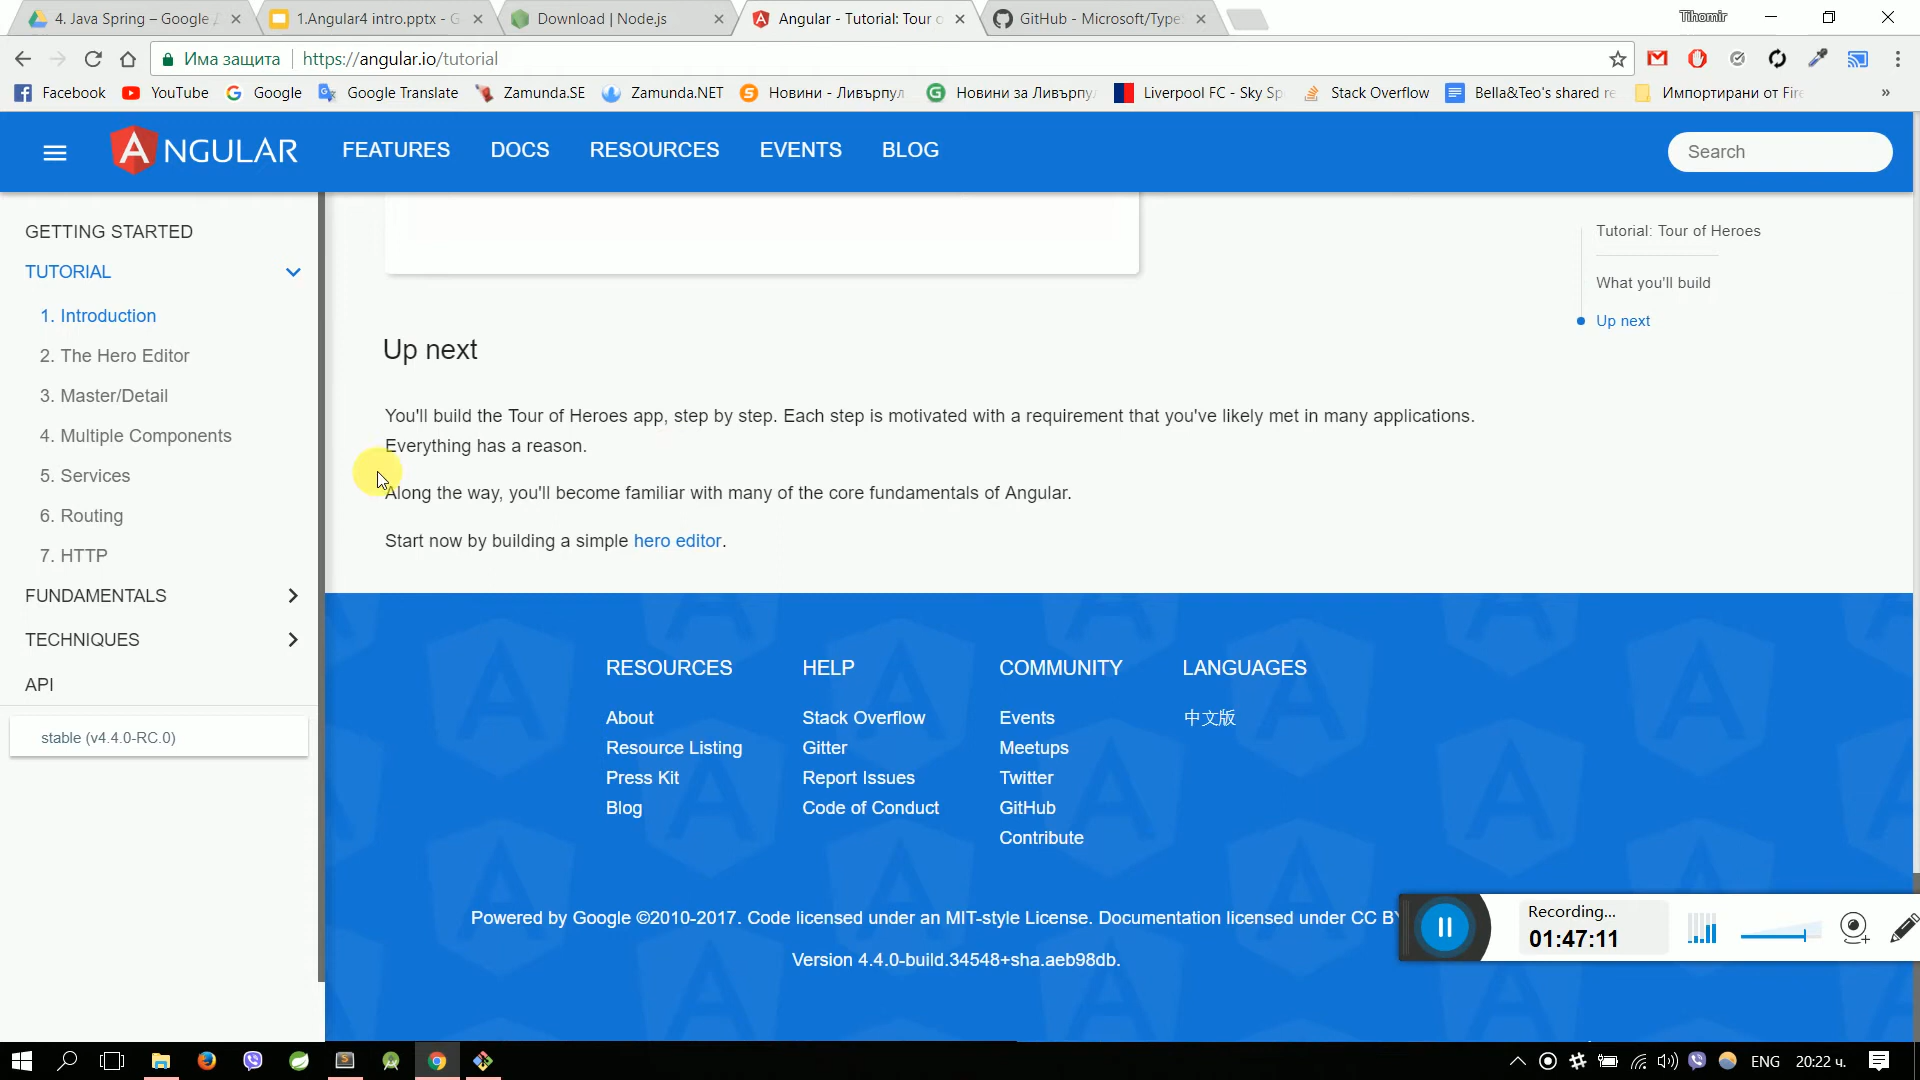 4. Java Spring – Google
1.Angular4 intro.pptx - G
Download | Node.js
Angular - Tutorial: Tour o
GitHub - Microsoft/Type
Tihomir
Има защита
https://angular.io/tutorial
Facebook
YouTube
Google
Google Translate
Zamunda.SE
Zamunda.NET
Новини - Ливърпул
Новини за Ливърпу
Liverpool FC - Sky Sp
Stack Overflow
Bella&Teo's shared re
Импортирани от Fire
»
ANGULAR
FEATURES
DOCS
RESOURCES
EVENTS
BLOG
Search
GETTING STARTED
TUTORIAL
1. Introduction
2. The Hero Editor
3. Master/Detail
4. Multiple Components
5. Services
6. Routing
7. HTTP
FUNDAMENTALS
TECHNIQUES
API
stable (v4.4.0-RC.0)
Up next
You'll build the Tour of Heroes app, step by step. Each step is motivated with a requirement that you've likely met in many applications.
Everything has a reason.
Along the way, you'll become familiar with many of the core fundamentals of Angular.
Start now by building a simple hero editor.
Tutorial: Tour of Heroes
What you'll build
Up next
RESOURCES
About
Resource Listing
Press Kit
Blog
HELP
Stack Overflow
Gitter
Report Issues
Code of Conduct
COMMUNITY
Events
Meetups
Twitter
GitHub
Contribute
LANGUAGES
中文版
Powered by Google ©2010-2017. Code licensed under an MIT-style License. Documentation licensed under CC BY
Version 4.4.0-build.34548+sha.aeb98db.
Recording...
01:47:11
ENG
20:22 ч.